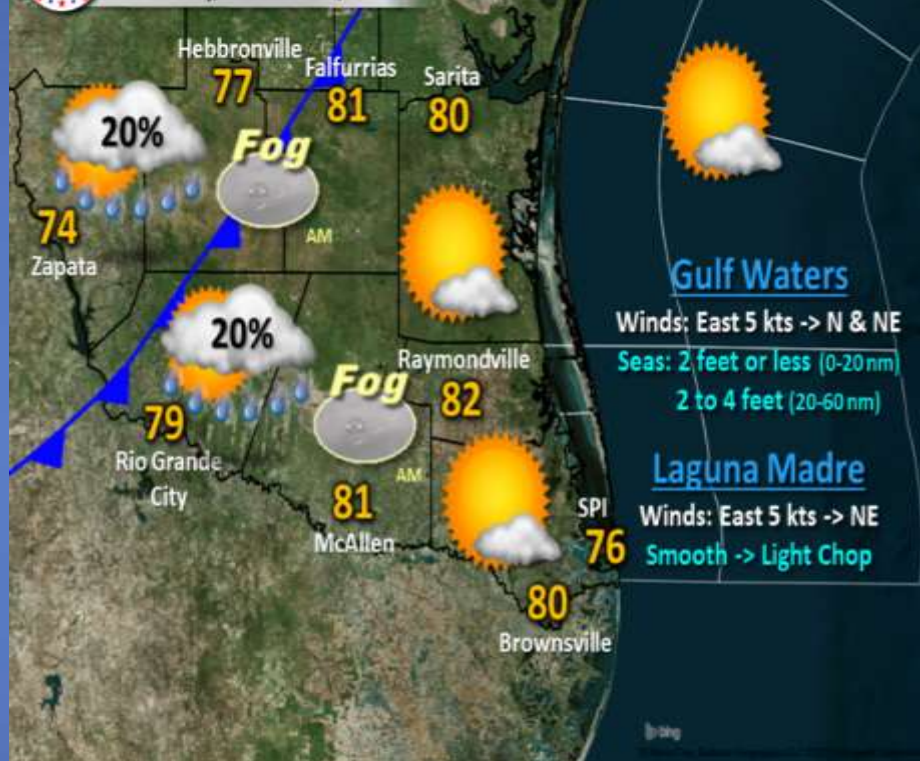 Hebbronville
77
Falfurrias
81
Sarita
80
20%
Fog
AM
74
Zapata
20%
79
Rio Grande
City
Fog
AM
81
McAllen
Raymondville
82
SPI
76
80
Brownsville
Gulf Waters
Winds: East 5 kts -> N & NE
Seas: 2 feet or less (0-20 nm)
2 to 4 feet (20-60 nm)
Laguna Madre
Winds: East 5 kts -> NE
Smooth -> Light Chop
bing